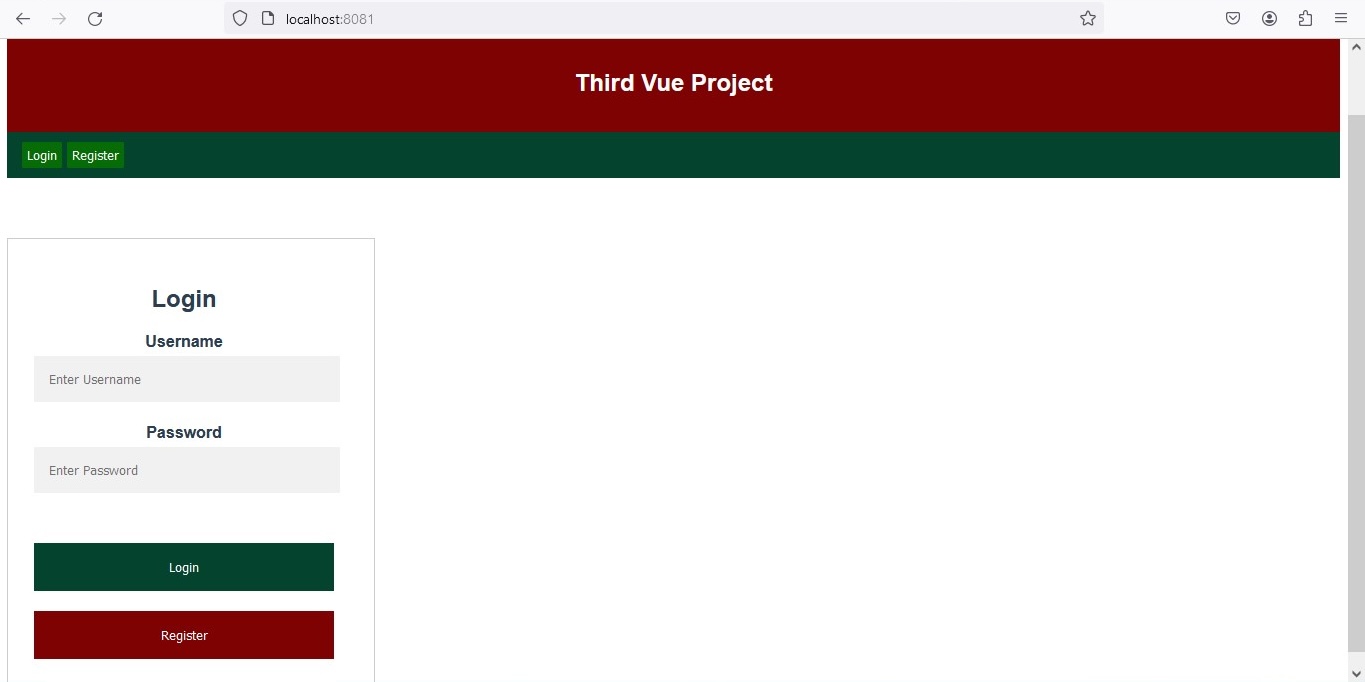 localhost:8081
Third Vue Project
Login Register
Login
Username
Enter Username
Password
Enter Password
Login
Register